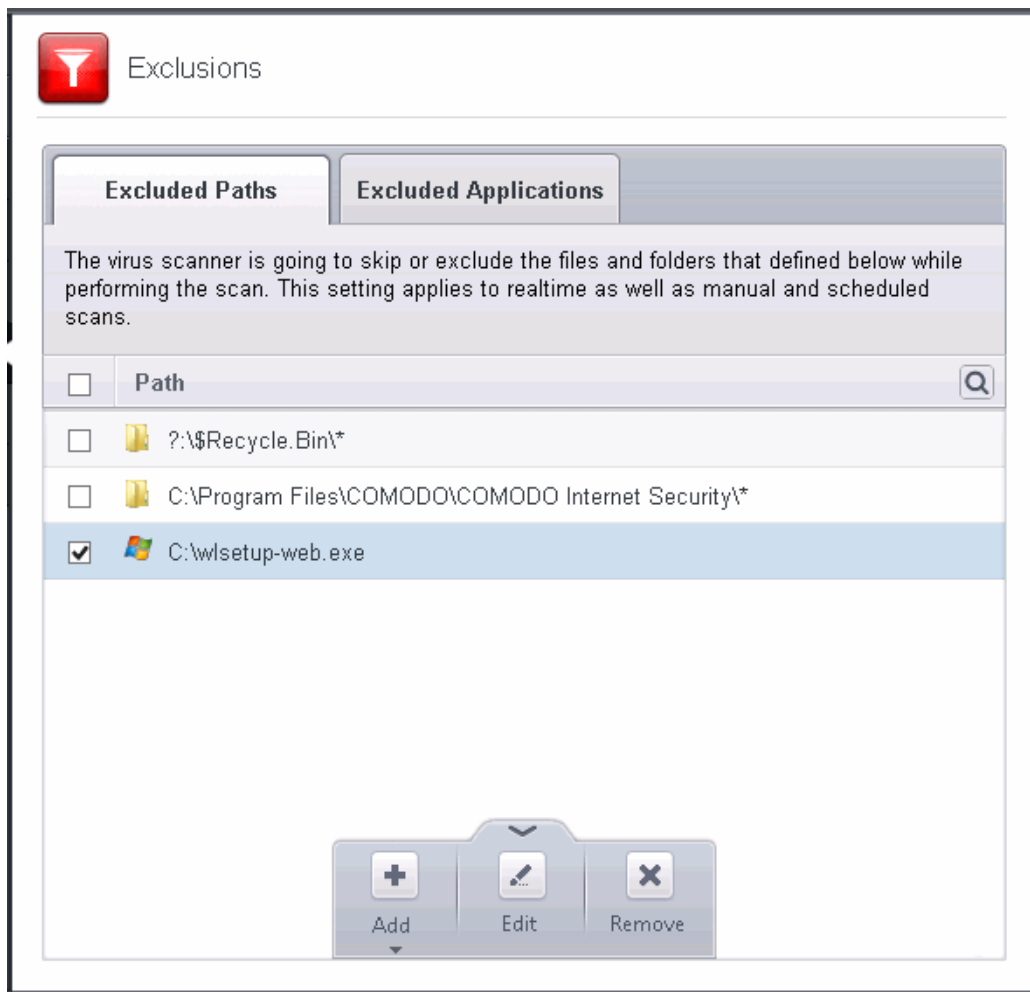 Exclusions
Excluded Paths
Excluded Applications
The virus scanner is going to skip or exclude the files and folders that defined below while
performing the scan. This setting applies to realtime as well as manual and scheduled
scans.
Path
?:\$Recycle.Bin\*
C:\Program Files\COMODO\COMODO Internet Security\*
C:\wlsetup-web.exe
Add
Edit
Remove